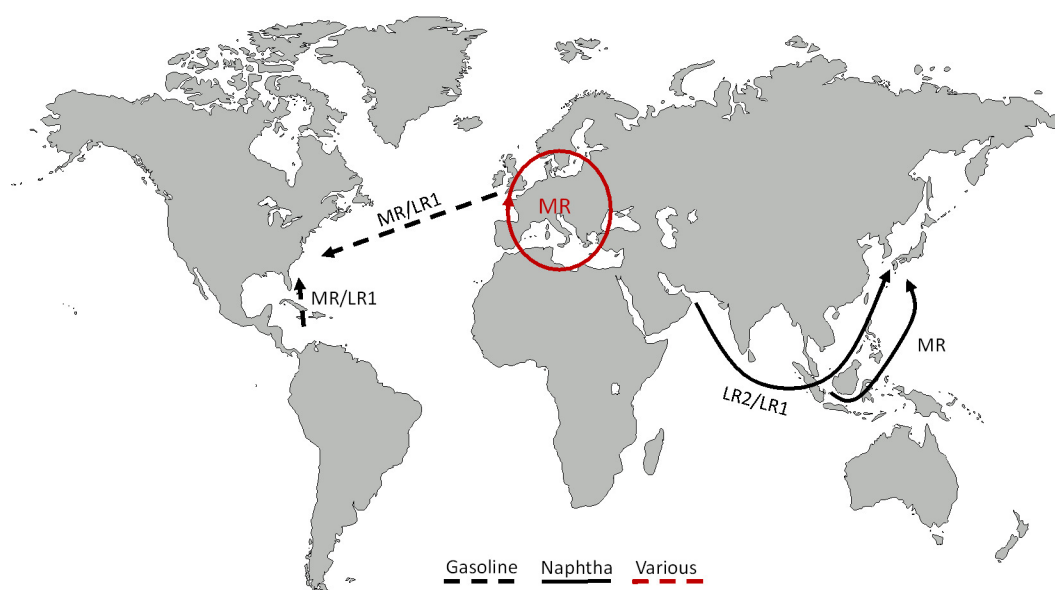 MR/LR1
MR
MR/LR1
MR
LR2/LR1
Gasoline Naphtha Various